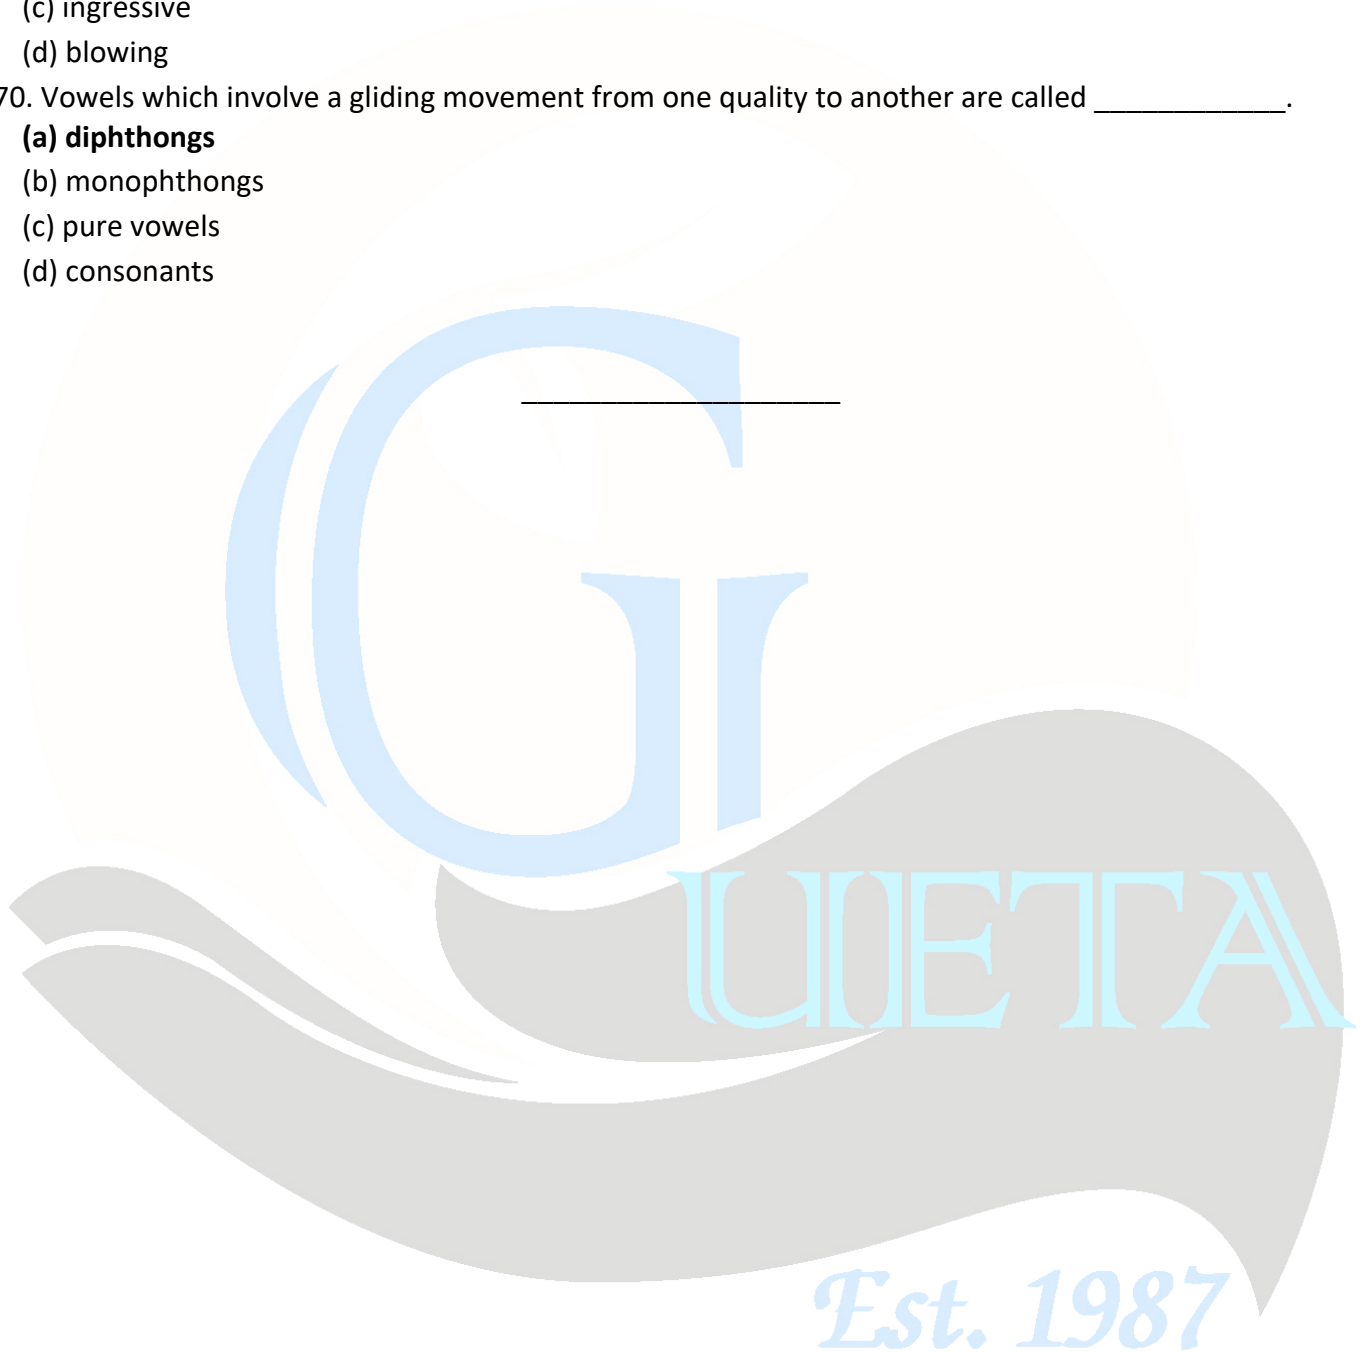 (c) ingressive
(d) blowing
70. Vowels which involve a gliding movement from one quality to another are called ____________.
(a) diphthongs
(b) monophthongs
(c) pure vowels
(d) consonants
____________________
G
UETA
Est. 1987